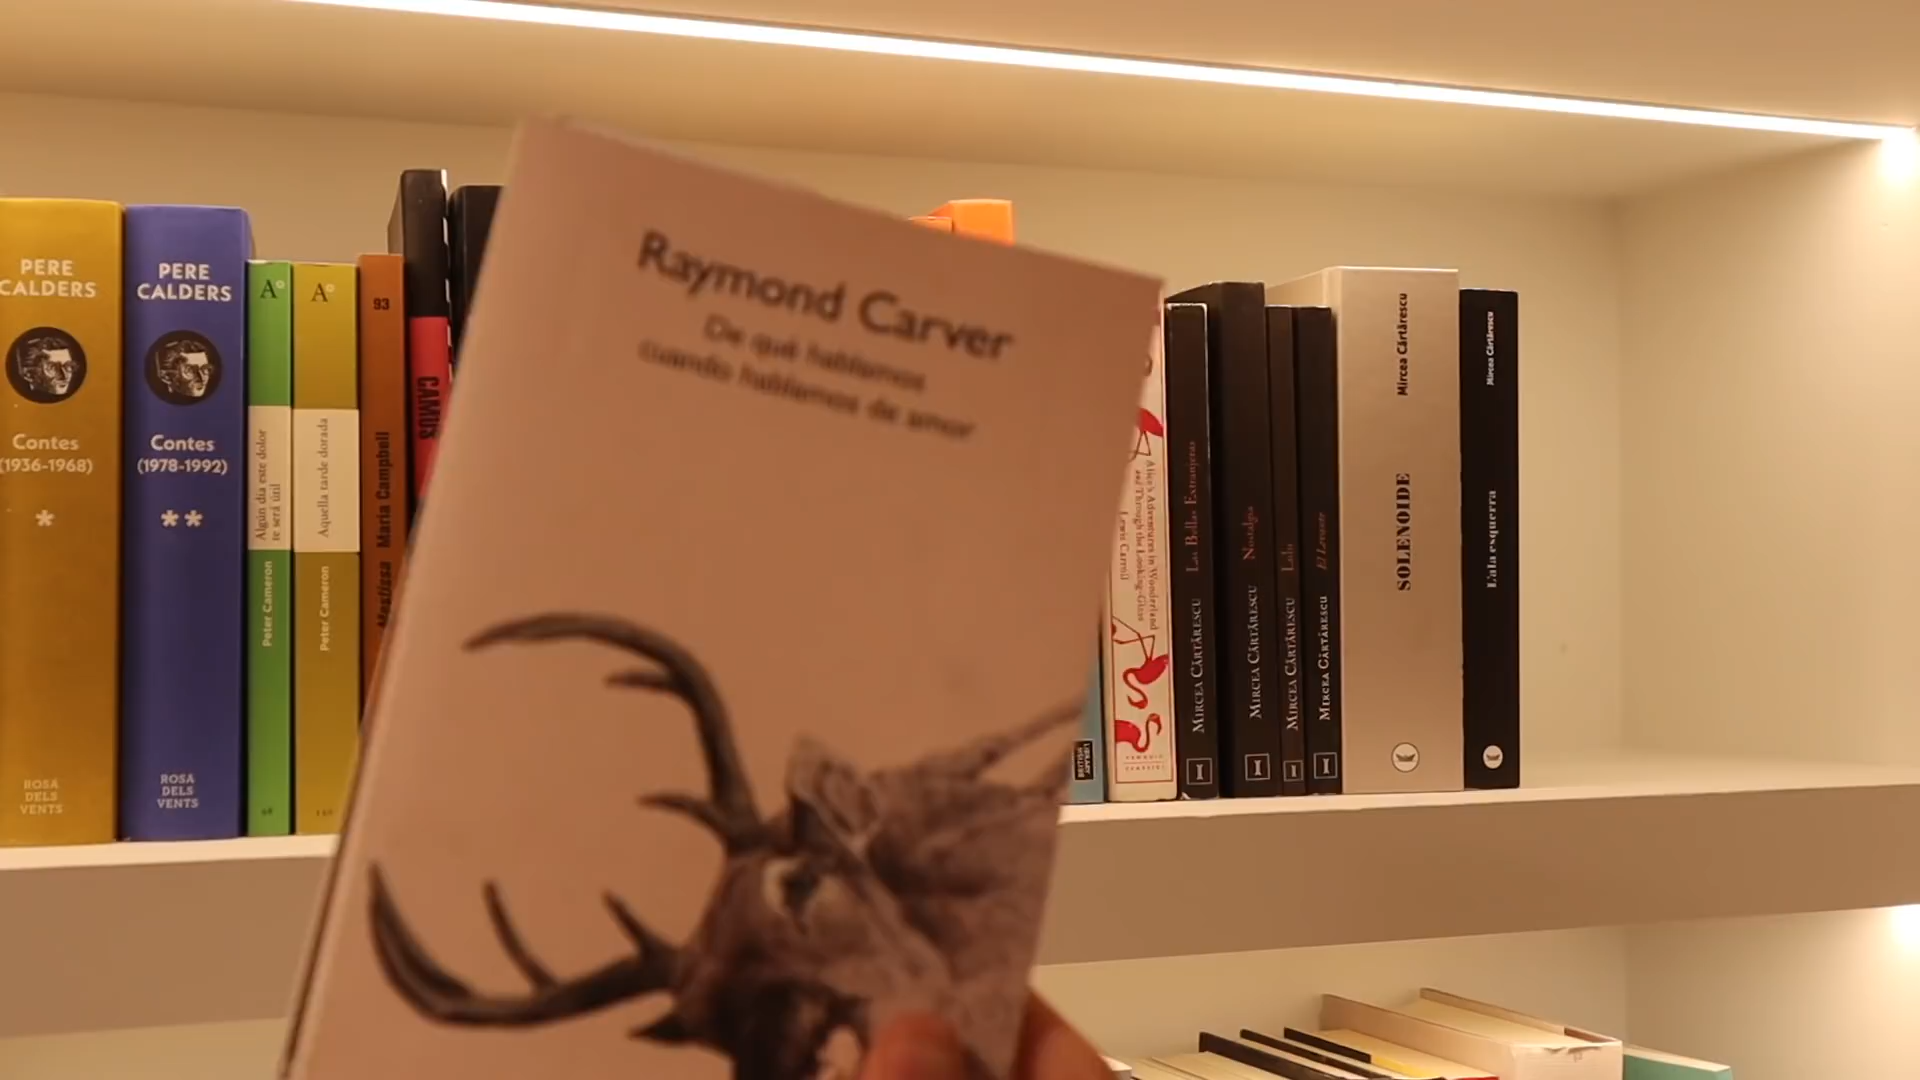 PERE
CALDERS
Contes
(1936-1968)
*
ROSA
DELS
VENTS
PERE
CALDERS
Contes
(1978-1992)
**
ROSA
DELS
VENTS
A°
Algún día este dolor
te será útil
Peter Cameron
A°
Aquella tarde dorada
Peter Cameron
93
Maria Campbell
Mestissa
CAMUS
Raymond Carver
De qué hablamos
cuando hablamos de amor
Alice's Adventures in Wonderland
and Through the Looking-Glass
Lewis Carroll
PENGUIN
CLASSICS
Las Bellas Extranjeras
MIRCEA CĂRTĂRESCU
I
Nostalgia
MIRCEA CĂRTĂRESCU
I
Lulu
MIRCEA CĂRTĂRESCU
I
El Levante
MIRCEA CĂRTĂRESCU
I
Mircea Cărtărescu
SOLENOIDE
Mircea Cărtărescu
L'ala esquerra